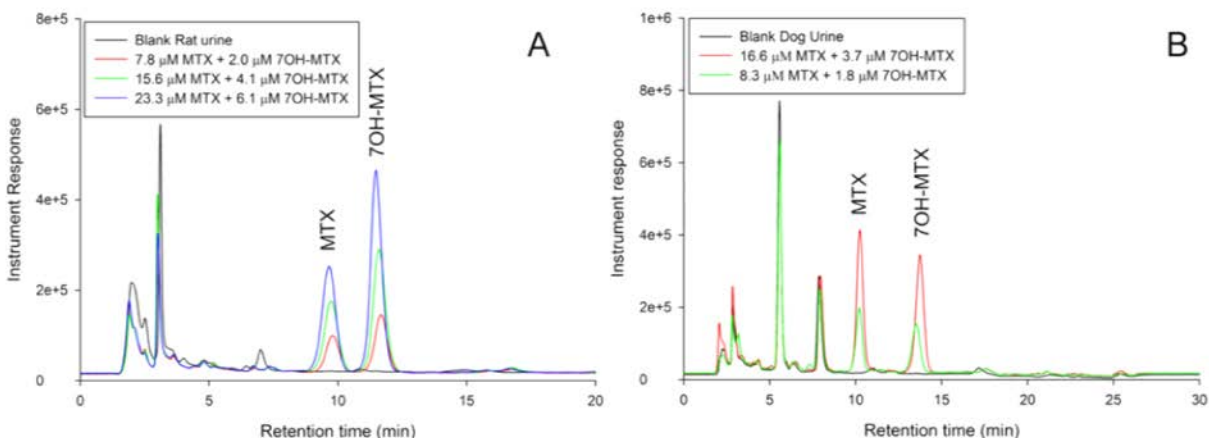 A
8e+5
6e+5
4e+5
2e+5
0
Instrument Response
Blank Rat urine
7.8 μM MTX + 2.0 μM 7OH-MTX
15.6 μM MTX + 4.1 μM 7OH-MTX
23.3 μM MTX + 6.1 μM 7OH-MTX
MTX
7OH-MTX
0 5 10 15 20
Retention time (min)
B
1e+6
8e+5
6e+5
4e+5
2e+5
0
Instrument response
Blank Dog Urine
16.6 μM MTX + 3.7 μM 7OH-MTX
8.3 μM MTX + 1.8 μM 7OH-MTX
MTX
7OH-MTX
0 5 10 15 20 25 30
Retention time (min)